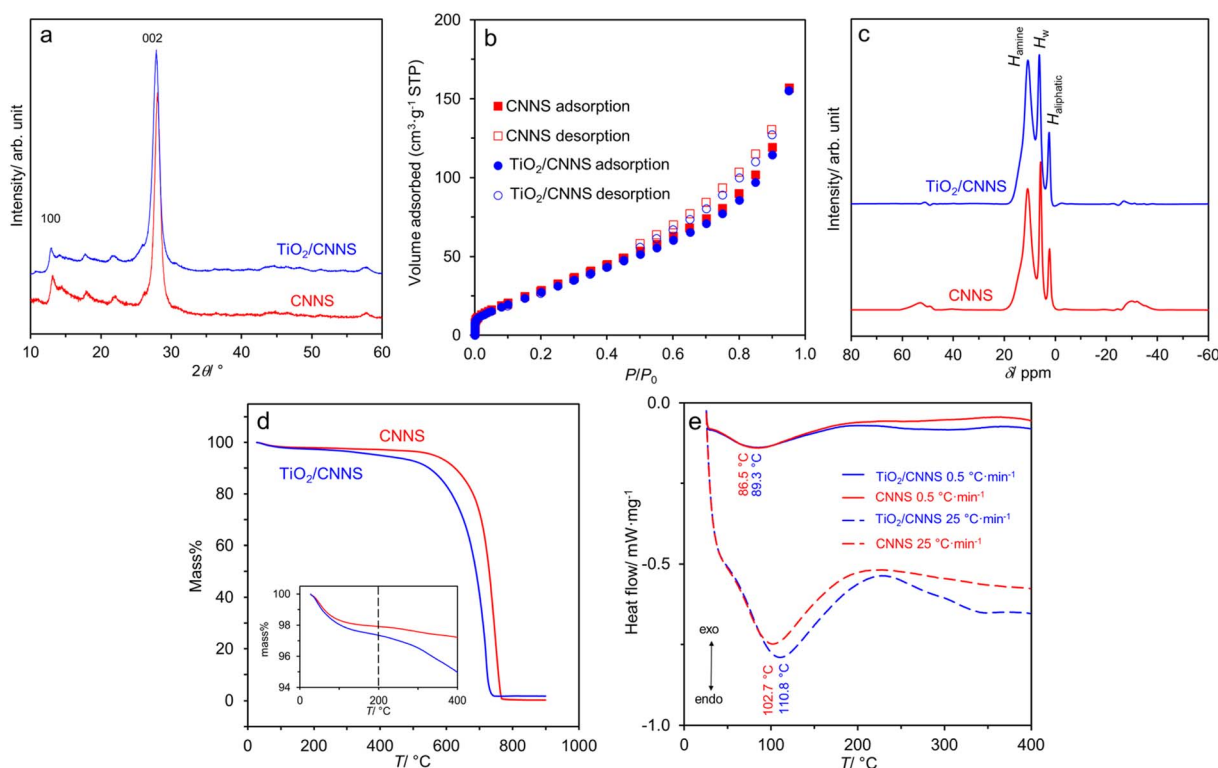 a
002
100
TiO₂/CNNS
CNNS
Intensity/ arb. unit
10 20 30 40 50 60
2θ/ °
b
200
150
100
50
0
CNNS adsorption
CNNS desorption
TiO₂/CNNS adsorption
TiO₂/CNNS desorption
Volume adsorbed (cm³·g⁻¹ STP)
0.0 0.2 0.4 0.6 0.8 1.0
P/P₀
c
H_amine
H_w
H_aliphatic
TiO₂/CNNS
CNNS
Intensity/ arb. unit
80 60 40 20 0 -20 -40 -60
δ/ ppm
d
CNNS
TiO₂/CNNS
100
80
60
40
20
0
Mass%
100
98
96
94
mass%
0 200 400
T/ °C
0 200 400 600 800 1000
T/ °C
e
0.0
-0.5
-1.0
Heat flow/ mW·mg⁻¹
86.5 °C
89.3 °C
TiO₂/CNNS 0.5 °C·min⁻¹
CNNS 0.5 °C·min⁻¹
TiO₂/CNNS 25 °C·min⁻¹
CNNS 25 °C·min⁻¹
exo
endo
102.7 °C
110.8 °C
0 100 200 300 400
T/ °C